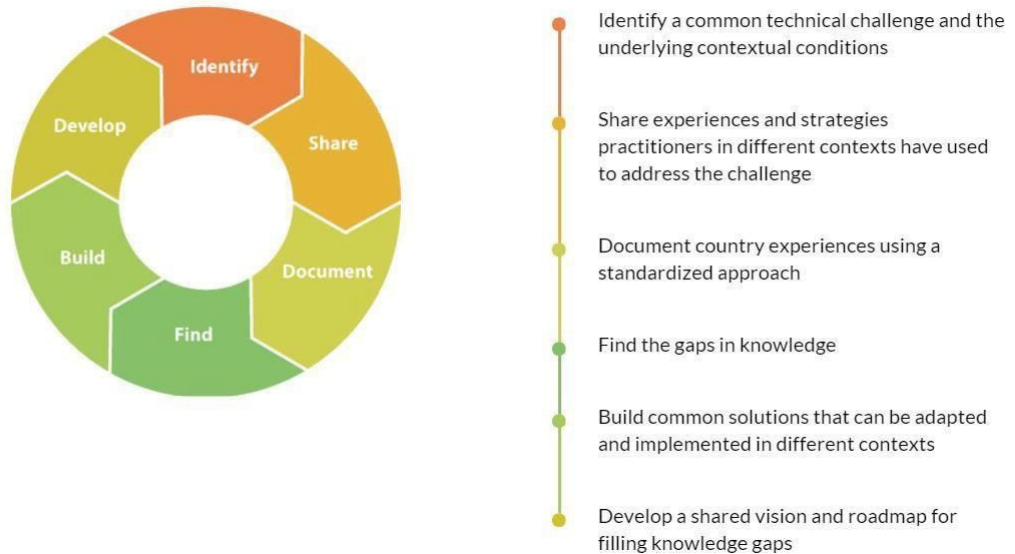 Identify
Share
Document
Find
Build
Develop
Identify a common technical challenge and the
underlying contextual conditions
Share experiences and strategies
practitioners in different contexts have used
to address the challenge
Document country experiences using a
standardized approach
Find the gaps in knowledge
Build common solutions that can be adapted
and implemented in different contexts
Develop a shared vision and roadmap for
filling knowledge gaps